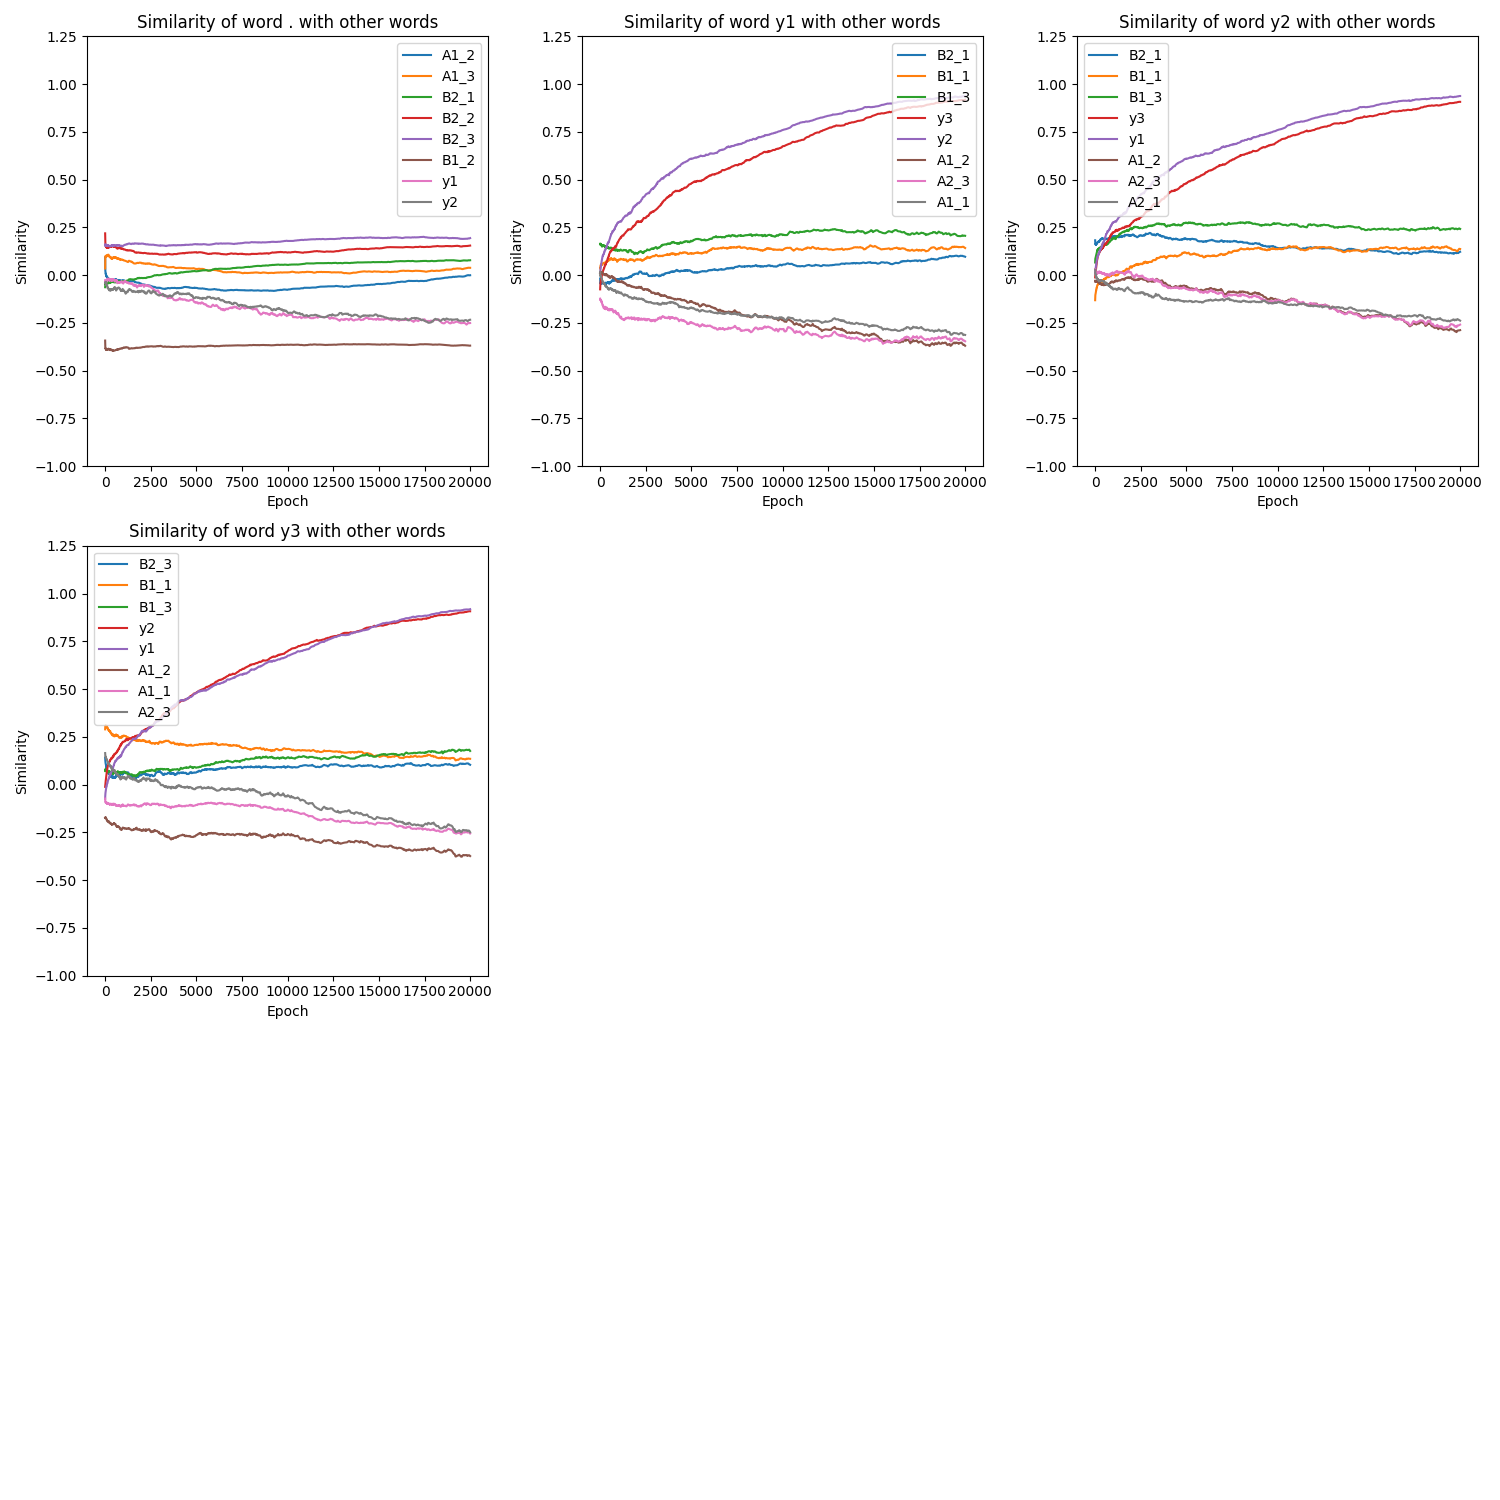 Similarity of word . with other words
1.25
1.00
0.75
0.50
0.25
0.00
−0.25
−0.50
−0.75
−1.00
Similarity
A1_2
A1_3
B2_1
B2_2
B2_3
B1_2
y1
y2
0 2500 5000 7500 10000 12500 15000 17500 20000
Epoch
Similarity of word y1 with other words
1.25
1.00
0.75
0.50
0.25
0.00
−0.25
−0.50
−0.75
−1.00
Similarity
B2_1
B1_1
B1_3
y3
y2
A1_2
A2_3
A1_1
0 2500 5000 7500 10000 12500 15000 17500 20000
Epoch
Similarity of word y2 with other words
1.25
1.00
0.75
0.50
0.25
0.00
−0.25
−0.50
−0.75
−1.00
Similarity
B2_1
B1_1
B1_3
y3
y1
A1_2
A2_3
A2_1
0 2500 5000 7500 10000 12500 15000 17500 20000
Epoch
Similarity of word y3 with other words
1.25
1.00
0.75
0.50
0.25
0.00
−0.25
−0.50
−0.75
−1.00
Similarity
B2_3
B1_1
B1_3
y2
y1
A1_2
A1_1
A2_3
0 2500 5000 7500 10000 12500 15000 17500 20000
Epoch